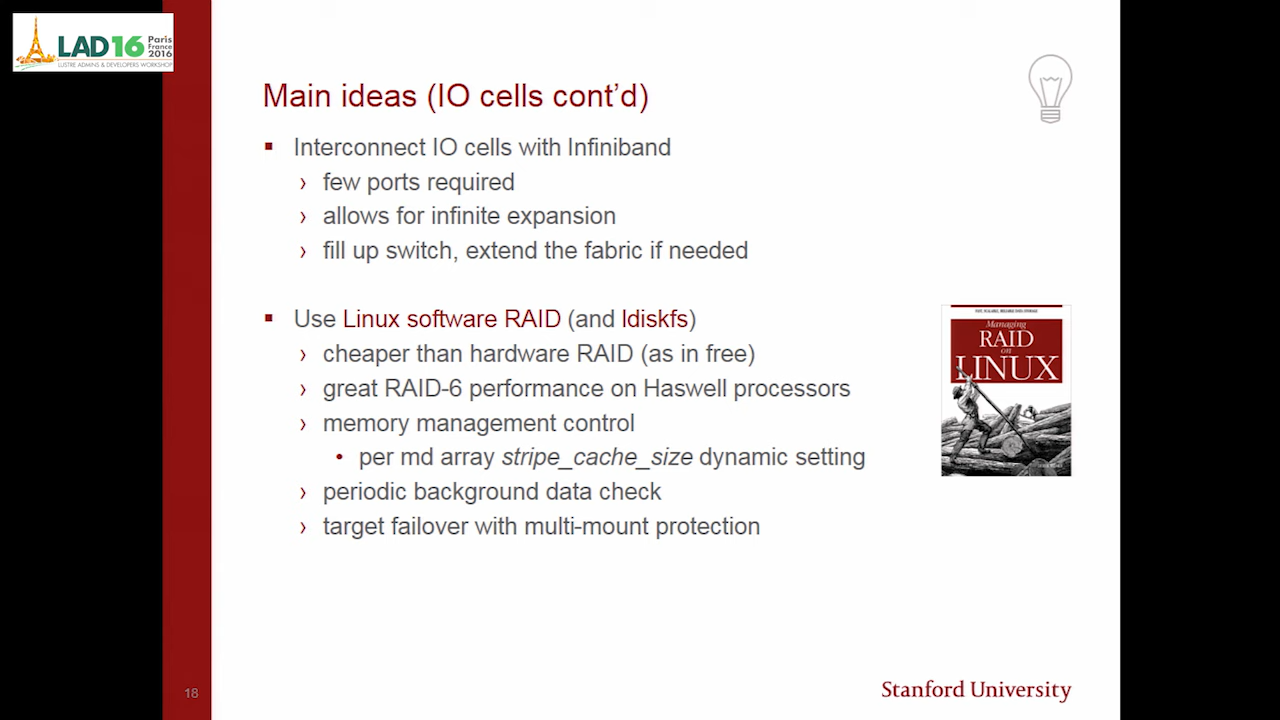 LAD16 Paris France 2016
LUSTRE ADMINS & DEVELOPERS WORKSHOP
Main ideas (IO cells cont'd)
▪ Interconnect IO cells with Infiniband
› few ports required
› allows for infinite expansion
› fill up switch, extend the fabric if needed
▪ Use Linux software RAID (and ldiskfs)
› cheaper than hardware RAID (as in free)
› great RAID-6 performance on Haswell processors
› memory management control
• per md array stripe_cache_size dynamic setting
› periodic background data check
› target failover with multi-mount protection
Managing
RAID
on
LINUX
18
Stanford University